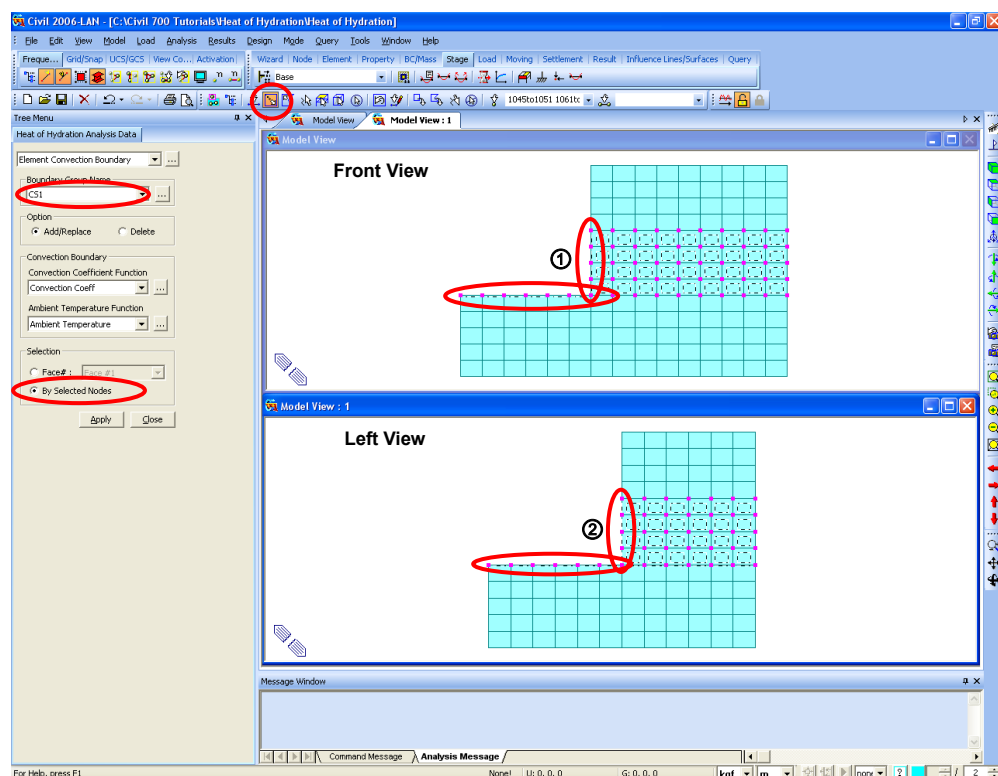 Civil 2006-LAN - [C:\Civil 700 Tutorials\Heat of Hydration\Heat of Hydration]
File Edit View Model Load Analysis Results Design Mode Query Tools Window Help
Freque... Grid/Snap UCS/GCS View Co... Activation Wizard Node Element Property BC/Mass Stage Load Moving Settlement Result Influence Lines/Surfaces Query
Base
1045to1051 1061tc
Tree Menu
Model View
Model View : 1
Heat of Hydration Analysis Data
Model View
Element Convection Boundary ...
Front View
Boundary Group Name
CS1 ...
Option
Add/Replace Delete
Convection Boundary
①
Convection Coefficient Function
Convection Coeff ...
Ambient Temperature Function
Ambient Temperature ...
Selection
Face# : Face #1
By Selected Nodes
Apply Close
Model View : 1
Left View
②
Message Window
Command Message Analysis Message
For Help, press F1
None! U: 0, 0, 0 G: 0, 0, 0 kgf m none ? / 2